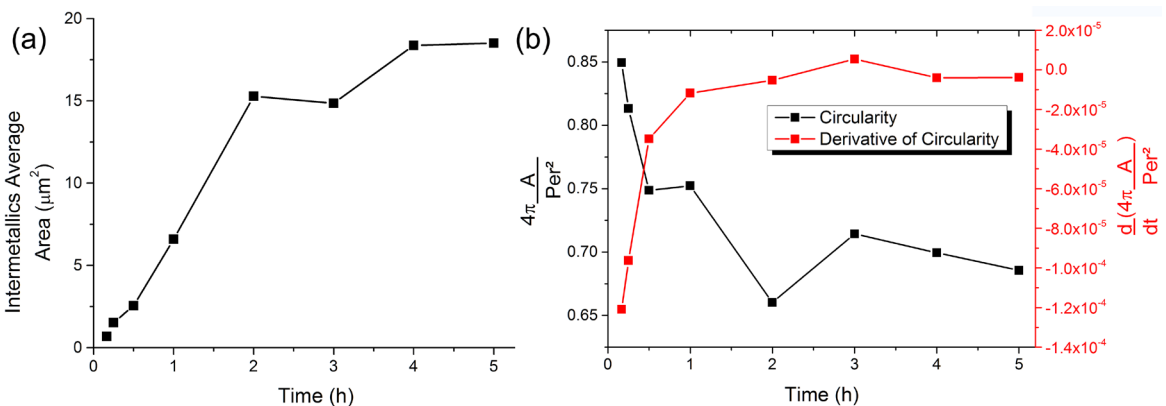 (a)
Intermetallics Average
Area (μm²)
20
15
10
5
0
0
1
2
3
4
5
Time (h)
(b)
4π A
Per²
0.85
0.80
0.75
0.70
0.65
0
1
2
3
4
5
Time (h)
Circularity
Derivative of Circularity
2.0x10⁻⁵
0.0
-2.0x10⁻⁵
-4.0x10⁻⁵
-6.0x10⁻⁵
-8.0x10⁻⁵
-1.0x10⁻⁴
-1.2x10⁻⁴
-1.4x10⁻⁴
d (4π A )
dt Per²